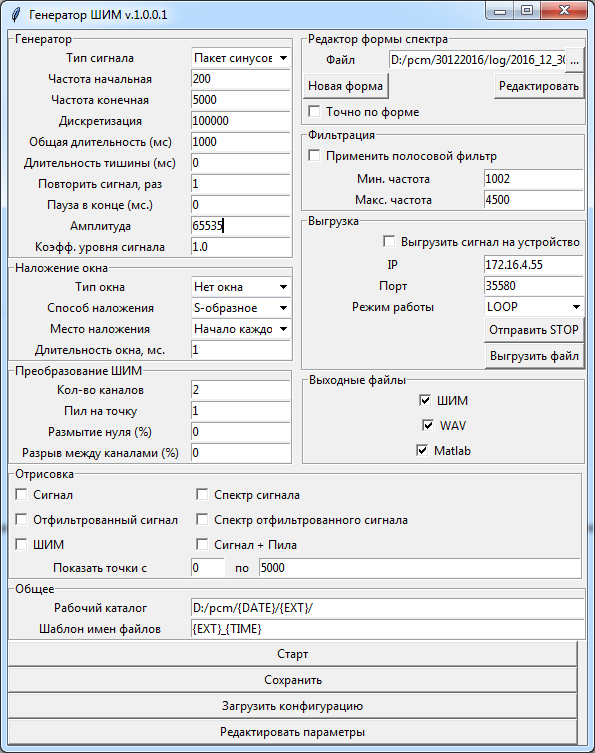 Генератор ШИМ v.1.0.0.1
Генератор
Тип сигнала Пакет синусов
Частота начальная 200
Частота конечная 5000
Дискретизация 100000
Общая длительность (мс) 1000
Длительность тишины (мс) 0
Повторить сигнал, раз 1
Пауза в конце (мс.) 0
Амплитуда 65535
Коэфф. уровня сигнала 1.0
Наложение окна
Тип окна Нет окна
Способ наложения S-образное
Место наложения Начало каждо
Длительность окна, мс. 1
Преобразование ШИМ
Кол-во каналов 2
Пил на точку 1
Размытие нуля (%) 0
Разрыв между каналами (%) 0
Редактор формы спектра
Файл D:/pcm/30122016/log/2016_12_30 ...
Новая форма Редактировать
Точно по форме
Фильтрация
Применить полосовой фильтр
Мин. частота 1002
Макс. частота 4500
Выгрузка
Выгрузить сигнал на устройство
IP 172.16.4.55
Порт 35580
Режим работы LOOP
Отправить STOP
Выгрузить файл
Выходные файлы
ШИМ
WAV
Matlab
Отрисовка
Сигнал Спектр сигнала
Отфильтрованный сигнал Спектр отфильтрованного сигнала
ШИМ Сигнал + Пила
Показать точки с 0 по 5000
Общее
Рабочий каталог D:/pcm/{DATE}/{EXT}/
Шаблон имен файлов {EXT}_{TIME}
Старт
Сохранить
Загрузить конфигурацию
Редактировать параметры